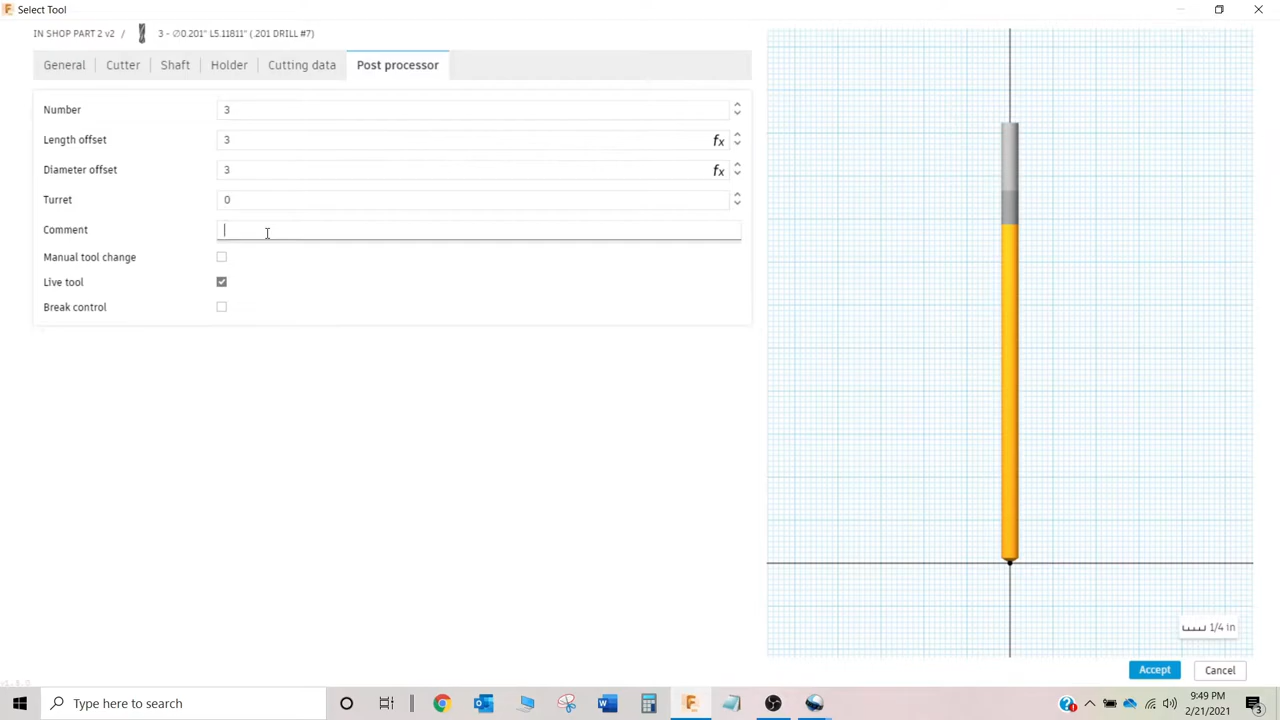 Select Tool
IN SHOP PART 2 v2 / 3 - Ø0.201" L5.11811" (.201 DRILL #7)
General Cutter Shaft Holder Cutting data Post processor
Number 3
Length offset 3 fx
Diameter offset 3 fx
Turret 0
Comment
Manual tool change
Live tool
Break control
1/4 in
Accept Cancel
Type here to search
9:49 PM
2/21/2021
3